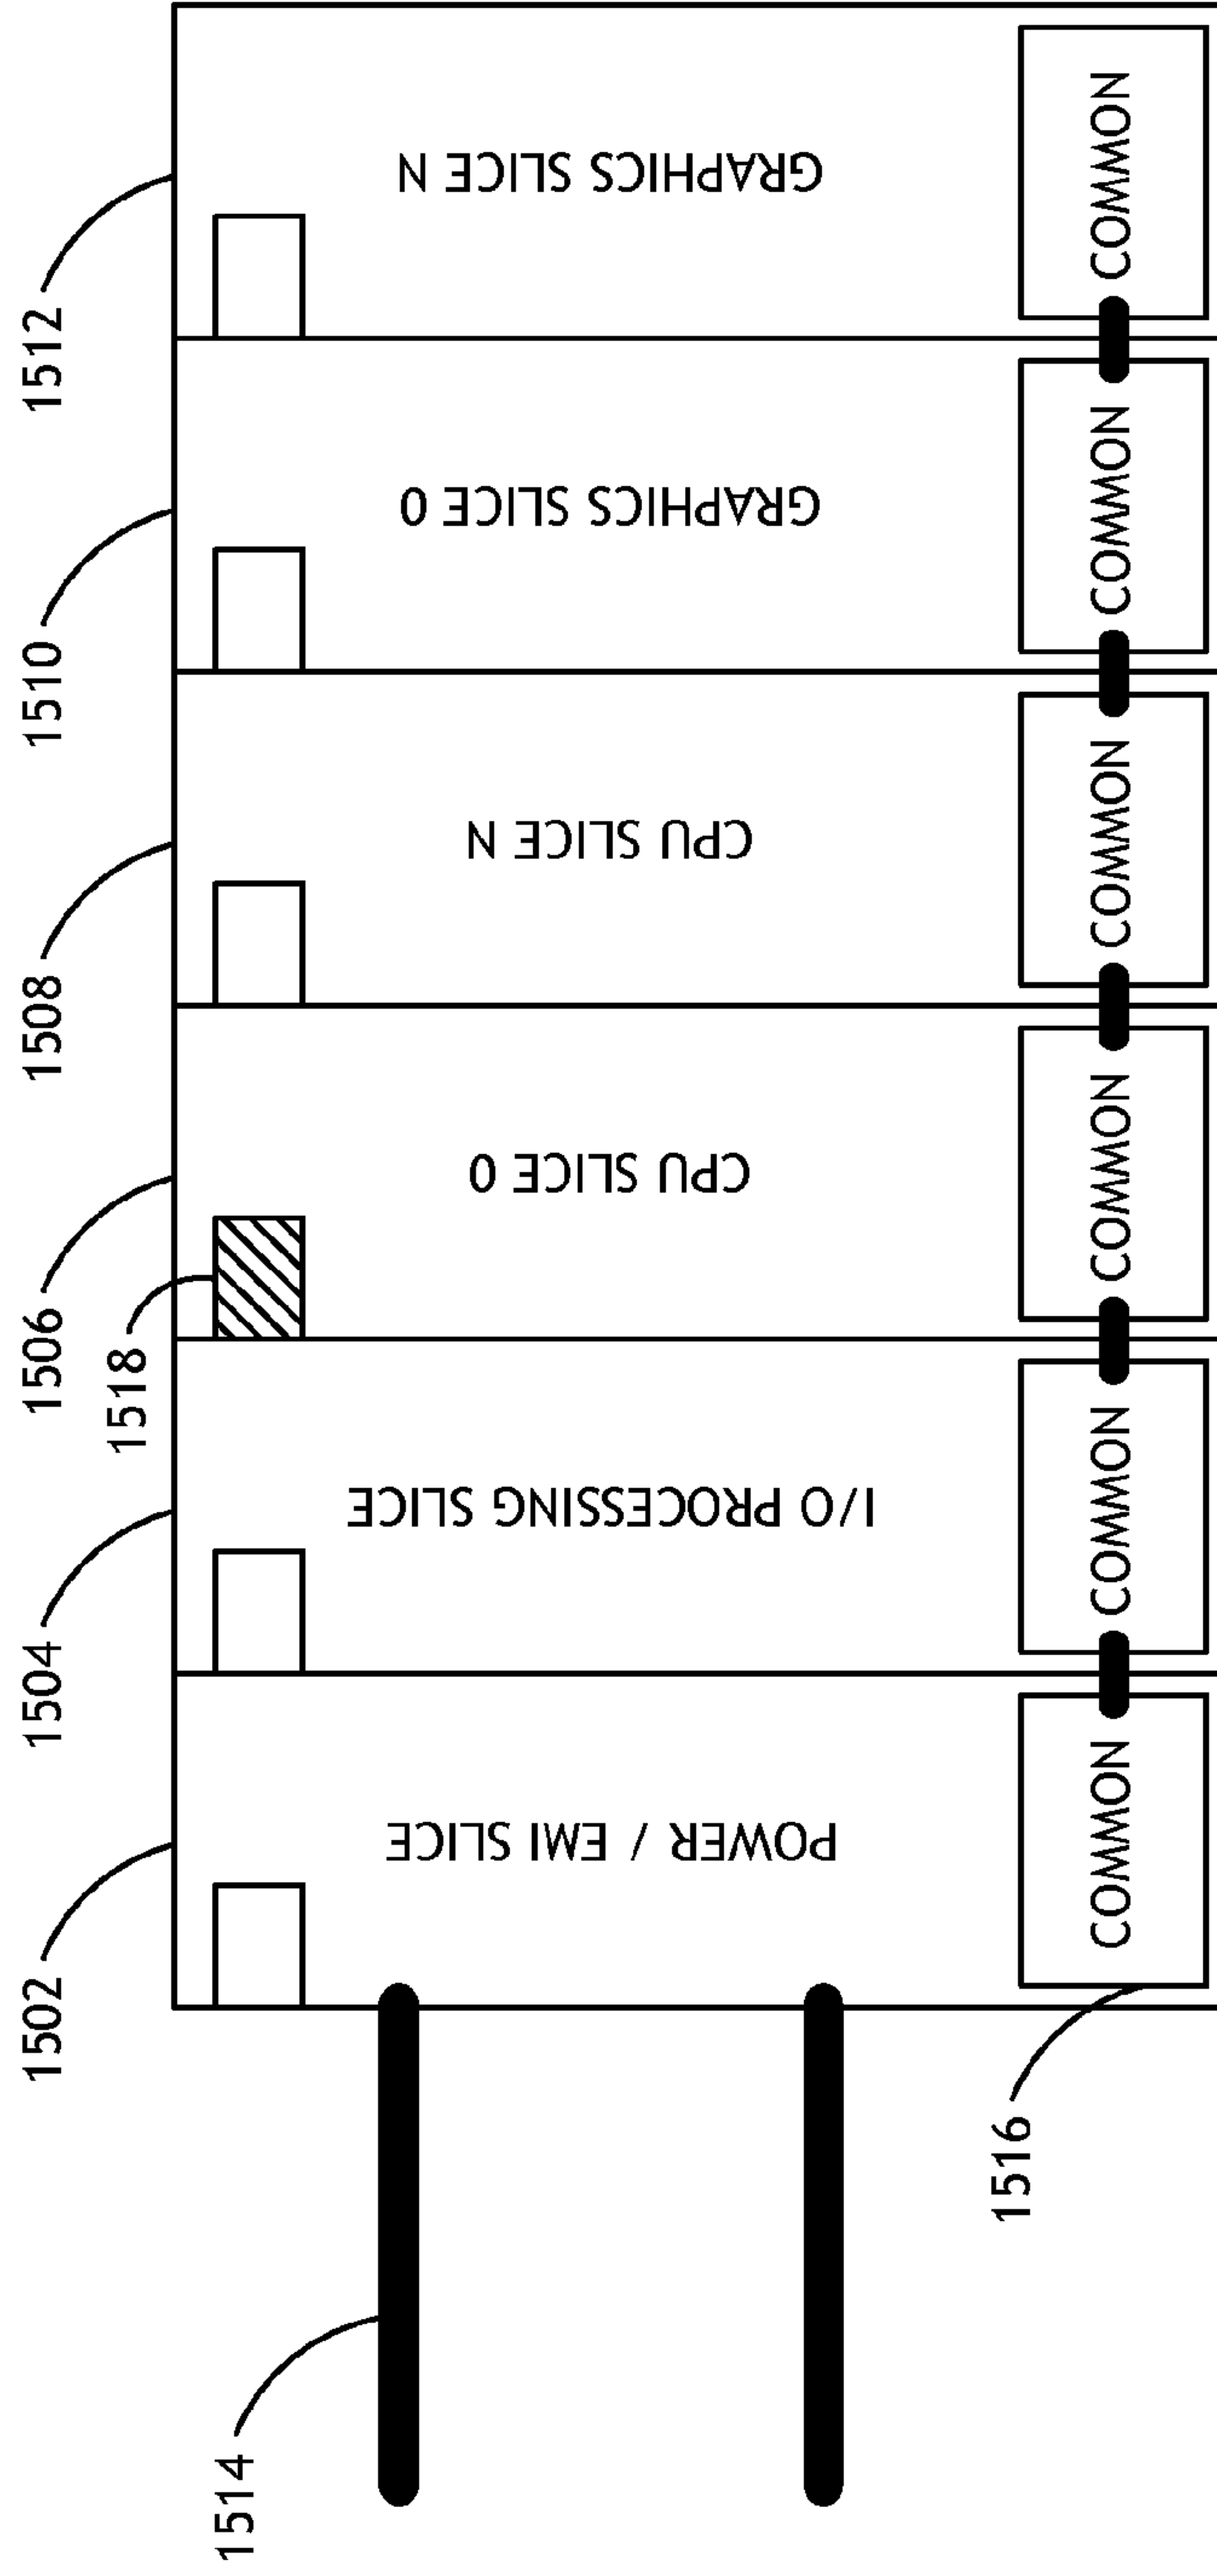 1512
GRAPHICS SLICE N
COMMON
1510
GRAPHICS SLICE 0
COMMON
1508
CPU SLICE N
COMMON
1506
1518
CPU SLICE 0
COMMON
1504
I/O PROCESSING SLICE
COMMON
1502
POWER / EMI SLICE
COMMON
1516
1514